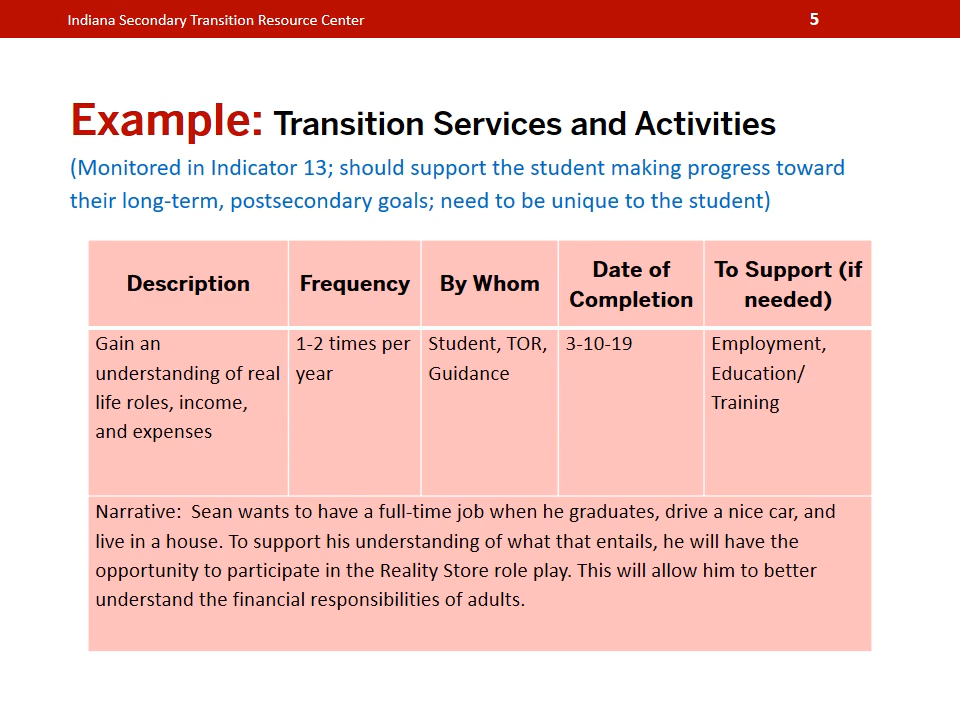 Indiana Secondary Transition Resource Center
5
Example: Transition Services and Activities
(Monitored in Indicator 13; should support the student making progress toward
their long-term, postsecondary goals; need to be unique to the student)
Description
Frequency
By Whom
Date of
Completion
To Support (if
needed)
Gain an
understanding of real
life roles, income,
and expenses
1-2 times per
year
Student, TOR,
Guidance
3-10-19
Employment,
Education/
Training
Narrative:  Sean wants to have a full-time job when he graduates, drive a nice car, and
live in a house. To support his understanding of what that entails, he will have the
opportunity to participate in the Reality Store role play. This will allow him to better
understand the financial responsibilities of adults.